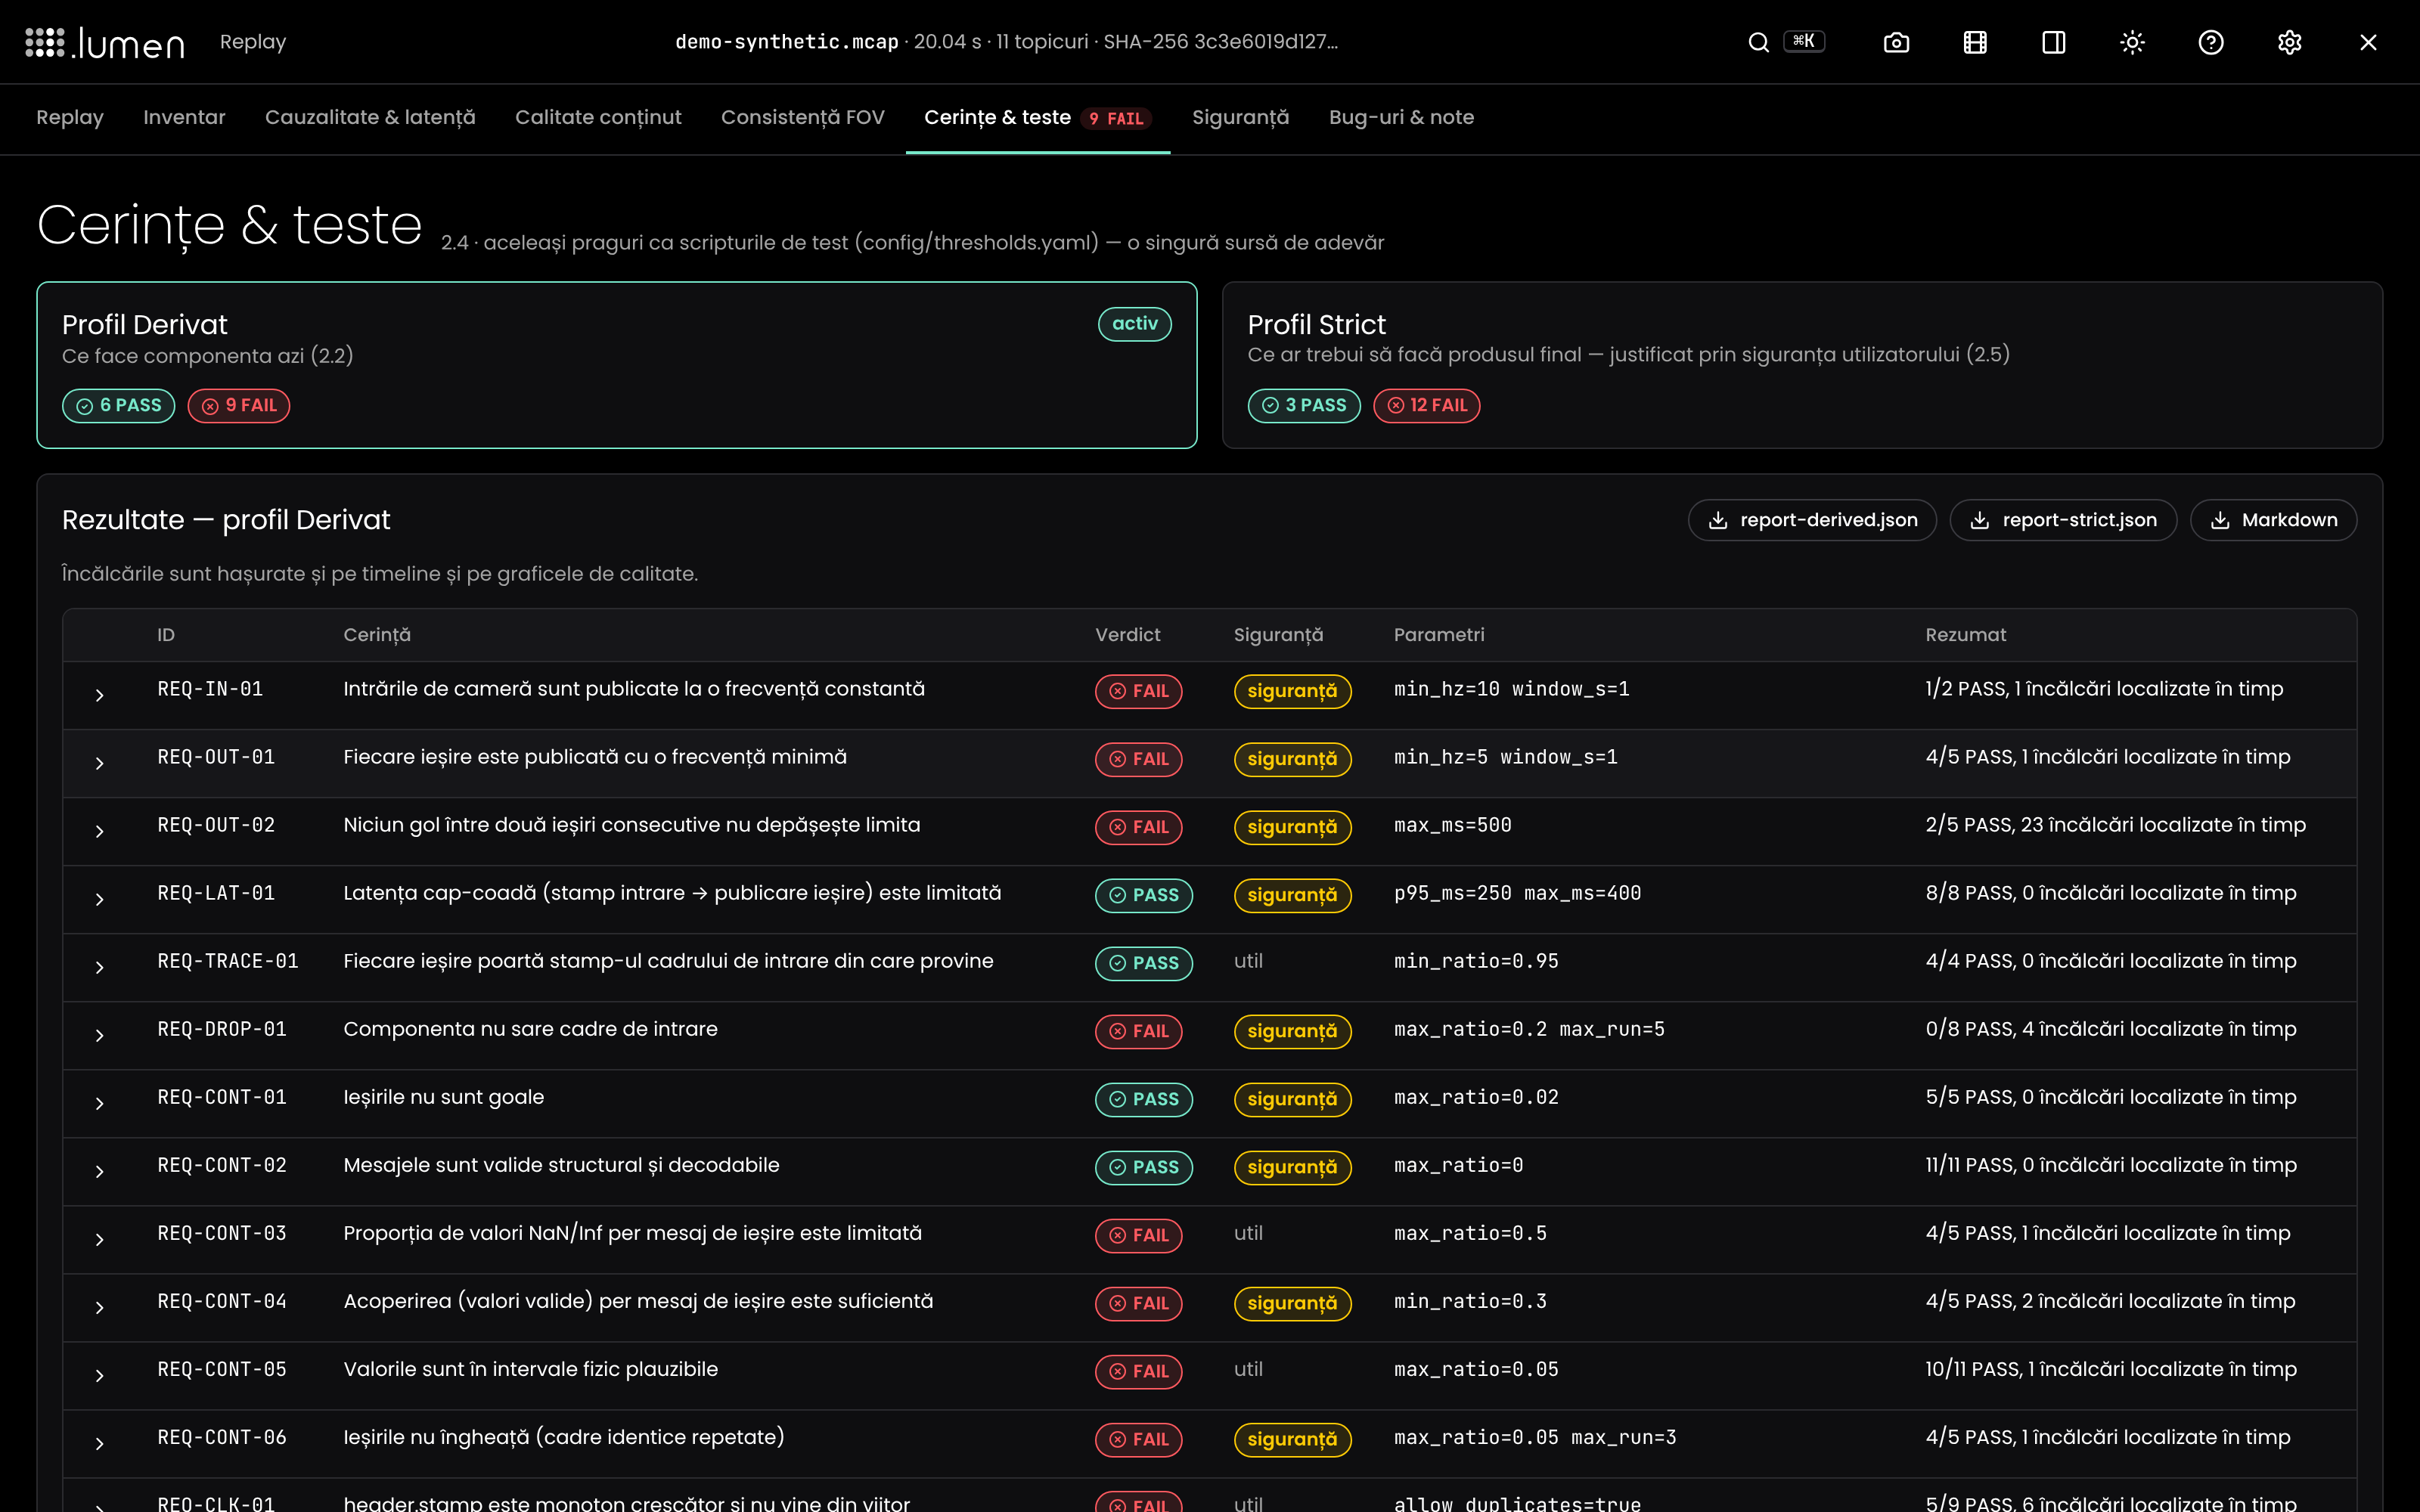 .lumen Replay demo-synthetic.mcap · 20.04 s · 11 topicuri · SHA-256 3c3e6019d127… ⌘K
Replay Inventar Cauzalitate & latență Calitate conținut Consistență FOV Cerințe & teste 9 FAIL Siguranță Bug-uri & note
Cerințe & teste 2.4 · aceleași praguri ca scripturile de test (config/thresholds.yaml) — o singură sursă de adevăr
Profil Derivat activ
Ce face componenta azi (2.2)
6 PASS 9 FAIL
Profil Strict
Ce ar trebui să facă produsul final — justificat prin siguranța utilizatorului (2.5)
3 PASS 12 FAIL
Rezultate — profil Derivat report-derived.json report-strict.json Markdown
Încălcările sunt hașurate și pe timeline și pe graficele de calitate.
ID Cerință Verdict Siguranță Parametri Rezumat
REQ-IN-01 Intrările de cameră sunt publicate la o frecvență constantă FAIL siguranță min_hz=10 window_s=1 1/2 PASS, 1 încălcări localizate în timp
REQ-OUT-01 Fiecare ieșire este publicată cu o frecvență minimă FAIL siguranță min_hz=5 window_s=1 4/5 PASS, 1 încălcări localizate în timp
REQ-OUT-02 Niciun gol între două ieșiri consecutive nu depășește limita FAIL siguranță max_ms=500 2/5 PASS, 23 încălcări localizate în timp
REQ-LAT-01 Latența cap-coadă (stamp intrare → publicare ieșire) este limitată PASS siguranță p95_ms=250 max_ms=400 8/8 PASS, 0 încălcări localizate în timp
REQ-TRACE-01 Fiecare ieșire poartă stamp-ul cadrului de intrare din care provine PASS util min_ratio=0.95 4/4 PASS, 0 încălcări localizate în timp
REQ-DROP-01 Componenta nu sare cadre de intrare FAIL siguranță max_ratio=0.2 max_run=5 0/8 PASS, 4 încălcări localizate în timp
REQ-CONT-01 Ieșirile nu sunt goale PASS siguranță max_ratio=0.02 5/5 PASS, 0 încălcări localizate în timp
REQ-CONT-02 Mesajele sunt valide structural și decodabile PASS siguranță max_ratio=0 11/11 PASS, 0 încălcări localizate în timp
REQ-CONT-03 Proporția de valori NaN/Inf per mesaj de ieșire este limitată FAIL util max_ratio=0.5 4/5 PASS, 1 încălcări localizate în timp
REQ-CONT-04 Acoperirea (valori valide) per mesaj de ieșire este suficientă FAIL siguranță min_ratio=0.3 4/5 PASS, 2 încălcări localizate în timp
REQ-CONT-05 Valorile sunt în intervale fizic plauzibile FAIL util max_ratio=0.05 10/11 PASS, 1 încălcări localizate în timp
REQ-CONT-06 Ieșirile nu îngheață (cadre identice repetate) FAIL siguranță max_ratio=0.05 max_run=3 4/5 PASS, 1 încălcări localizate în timp
REQ-CLK-01 header.stamp este monoton crescător și nu vine din viitor FAIL util allow_duplicates=true 5/9 PASS, 6 încălcări localizate în timp